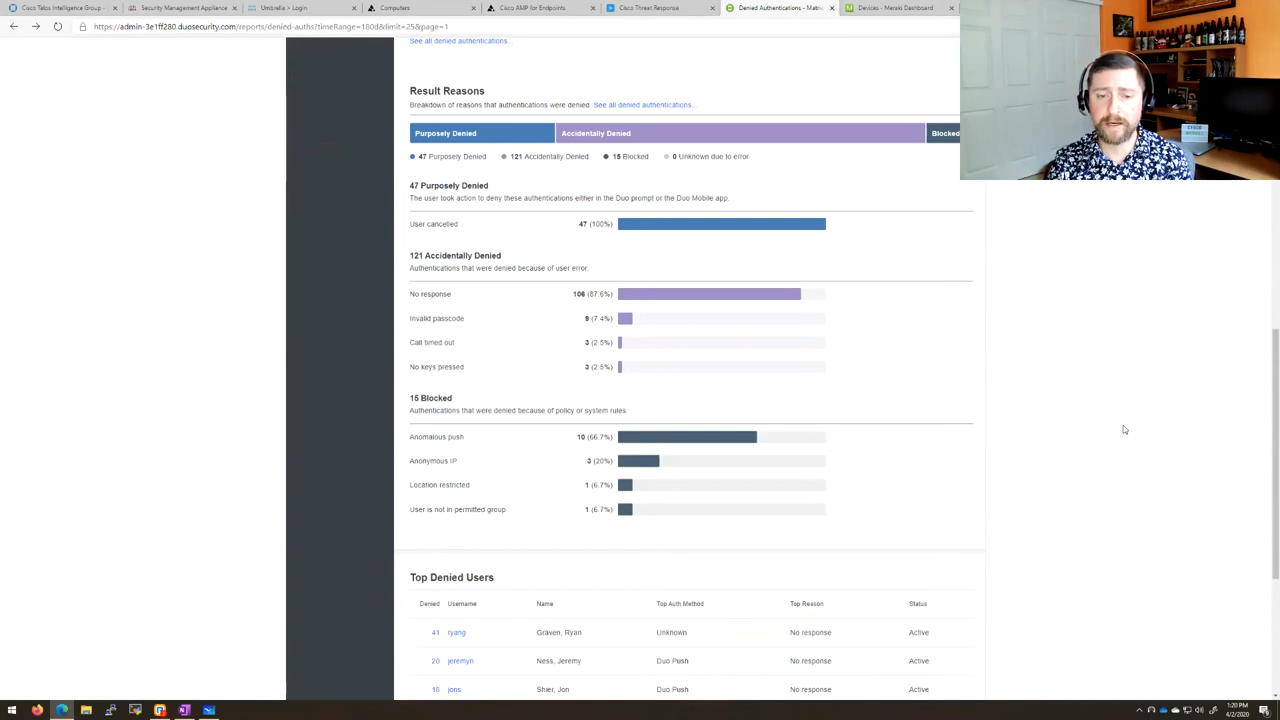 Cisco Talos Intelligence Group -
Security Management Appliance
Umbrella > Login
Computers
Cisco AMP for Endpoints
Cisco Threat Response
Denied Authentications - Matri
Devices - Meraki Dashboard
https://admin-3e1ff280.duosecurity.com/reports/denied-auths?timeRange=180d&limit=25&page=1
See all denied authentications...
Result Reasons
Breakdown of reasons that authentications were denied. See all denied authentications...
Purposely Denied Accidentally Denied Blocked
47 Purposely Denied 121 Accidentally Denied 15 Blocked 0 Unknown due to error
47 Purposely Denied
The user took action to deny these authentications either in the Duo prompt or the Duo Mobile app.
User cancelled 47 (100%)
121 Accidentally Denied
Authentications that were denied because of user error.
No response 106 (87.6%)
Invalid passcode 9 (7.4%)
Call timed out 3 (2.5%)
No keys pressed 3 (2.5%)
15 Blocked
Authentications that were denied because of policy or system rules.
Anomalous push 10 (66.7%)
Anonymous IP 3 (20%)
Location restricted 1 (6.7%)
User is not in permitted group 1 (6.7%)
Top Denied Users
Denied Username Name Top Auth Method Top Reason Status
41 ryang Graven, Ryan Unknown No response Active
20 jeremyn Ness, Jeremy Duo Push No response Active
18 jons Shier, Jon Duo Push No response Active
1:20 PM
4/2/2020